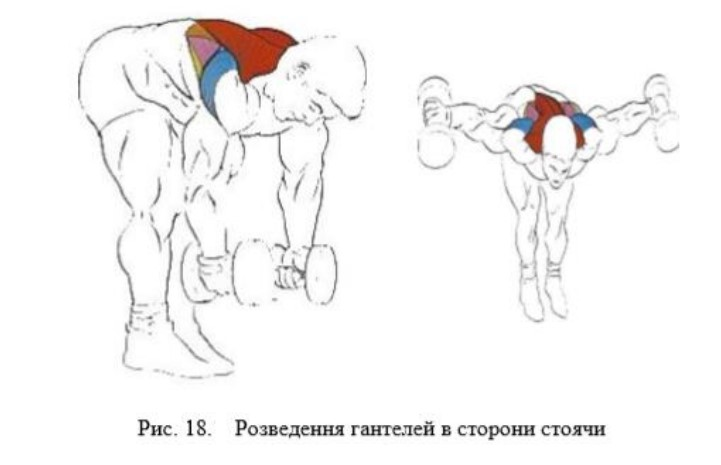 Рис. 18. Розведення гантелей в сторони стоячи